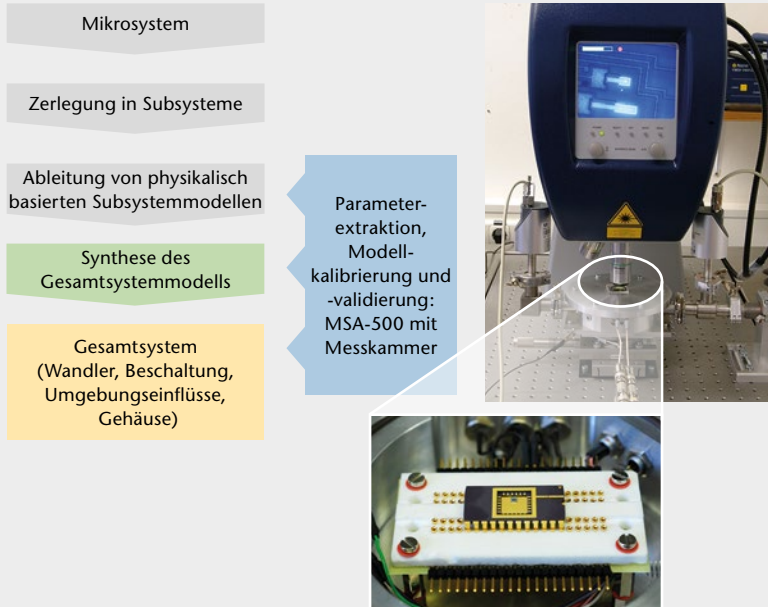 Mikrosystem
Zerlegung in Subsysteme
Ableitung von physikalisch
basierten Subsystemmodellen
Synthese des
Gesamtsystemmodells
Gesamtsystem
(Wandler, Beschaltung,
Umgebungseinflüsse,
Gehäuse)
Parameter-
extraktion,
Modell-
kalibrierung und
-validierung:
MSA-500 mit
Messkammer